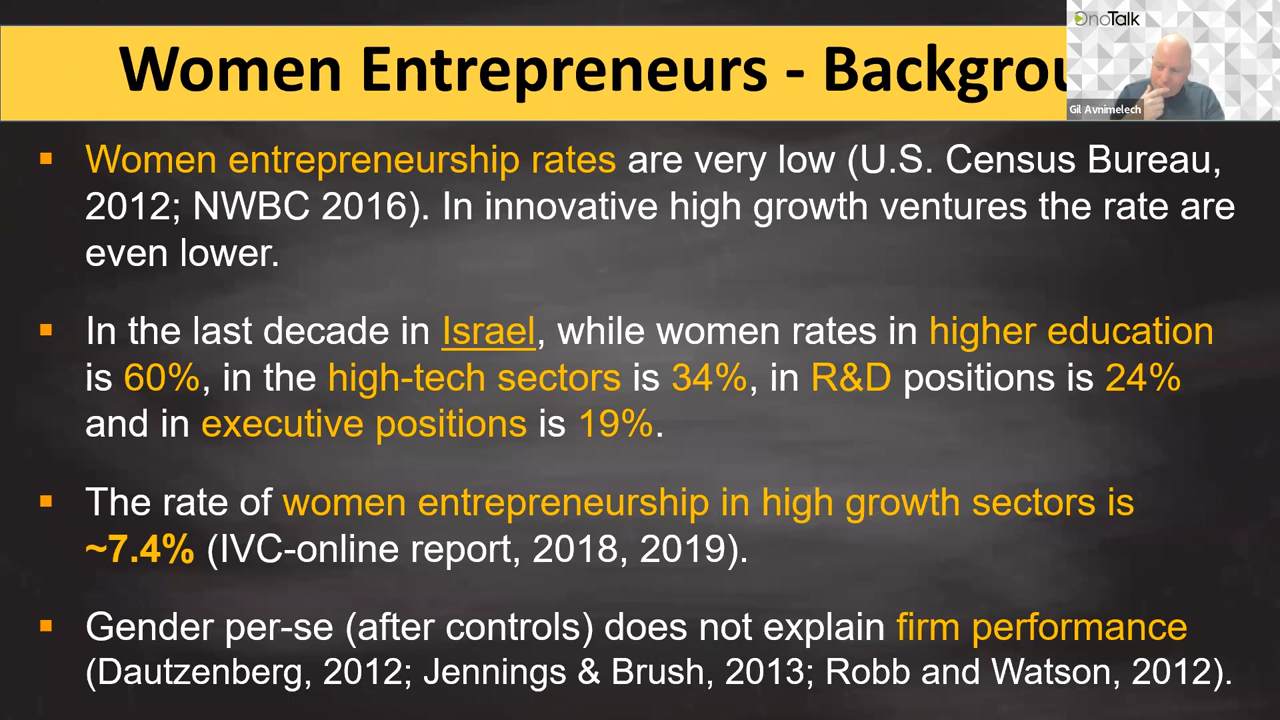 Women Entrepreneurs - Backgrou
OnoTalk
Gil Avnimelech
▪ Women entrepreneurship rates are very low (U.S. Census Bureau,
2012; NWBC 2016). In innovative high growth ventures the rate are
even lower.
▪ In the last decade in Israel, while women rates in higher education
is 60%, in the high-tech sectors is 34%, in R&D positions is 24%
and in executive positions is 19%.
▪ The rate of women entrepreneurship in high growth sectors is
~7.4% (IVC-online report, 2018, 2019).
▪ Gender per-se (after controls) does not explain firm performance
(Dautzenberg, 2012; Jennings & Brush, 2013; Robb and Watson, 2012).